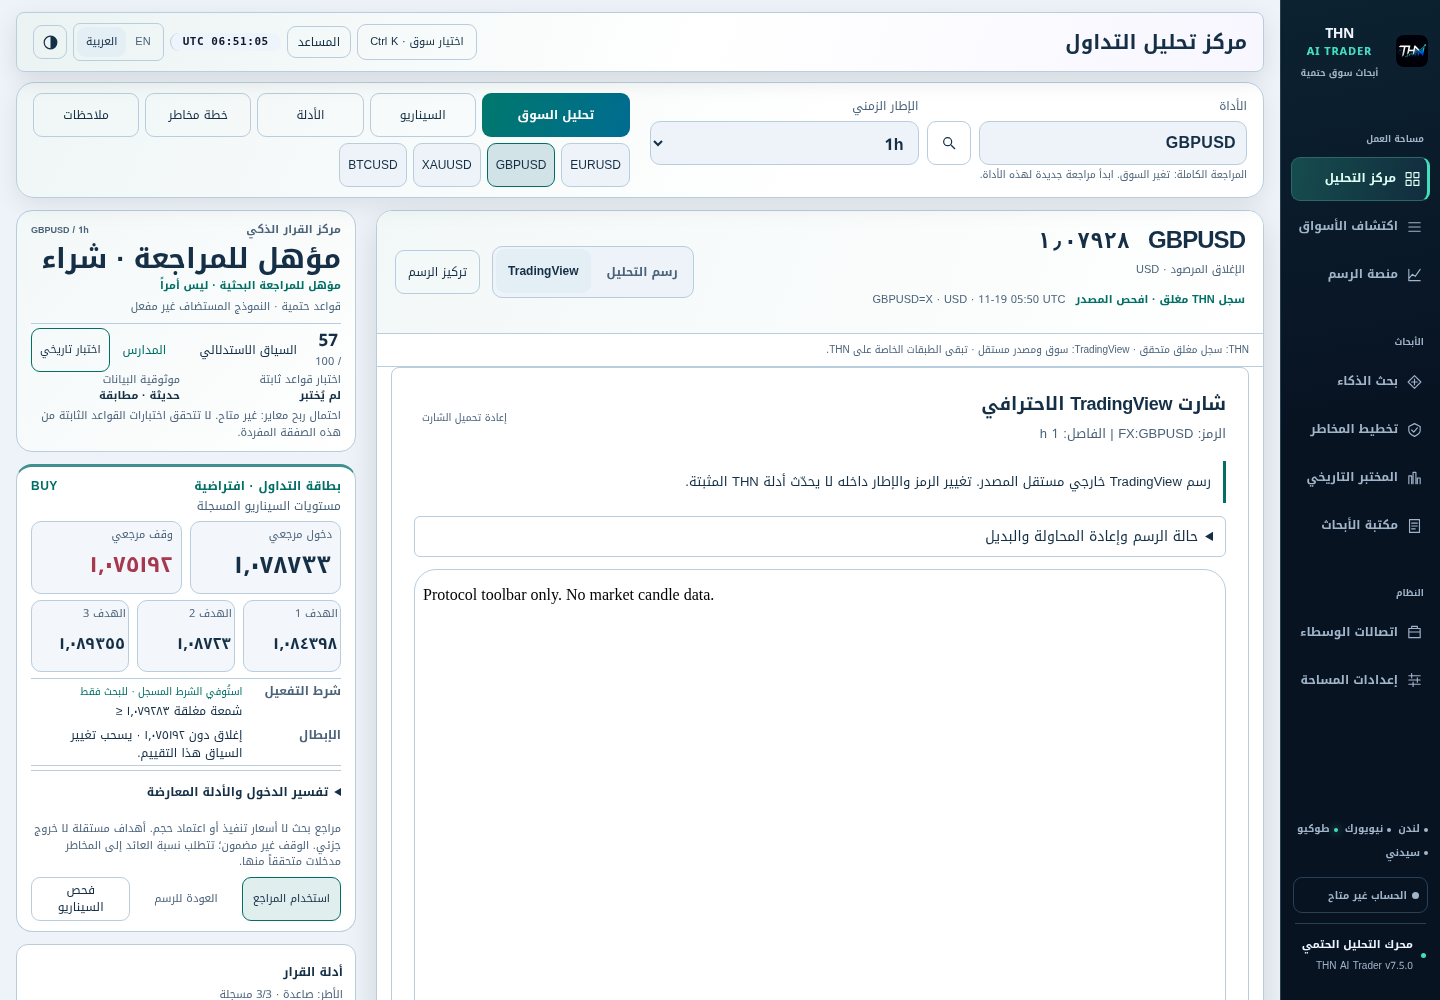 THN
AI TRADER
أبحاث سوق حتمية
مساحة العمل
مركز التحليل
اكتشاف الأسواق
منصة الرسم
الأبحاث
بحث الذكاء
تخطيط المخاطر
المختبر التاريخي
مكتبة الأبحاث
النظام
اتصالات الوسطاء
إعدادات المساحة
لندن
نيويورك
طوكيو
سيدني
الحساب غير متاح
محرك التحليل الحتمي
THN AI Trader v7.5.0
مركز تحليل التداول
اختيار سوق · Ctrl K
المساعد
UTC 06:51:05
EN
العربية
الأداة
GBPUSD
الإطار الزمني
1h
المراجعة الكاملة: تغير السوق. ابدأ مراجعة جديدة لهذه الأداة.
تحليل السوق
السيناريو
الأدلة
خطة مخاطر
ملاحظات
EURUSD
GBPUSD
XAUUSD
BTCUSD
GBPUSD ١٫٠٧٩٢٨
الإغلاق المرصود · USD
سجل THN مغلق · افحص المصدر
GBPUSD=X · USD · 11-19 05:50 UTC
رسم التحليل
TradingView
تركيز الرسم
THN: سجل مغلق متحقق · TradingView: سوق ومصدر مستقل · تبقى الطبقات الخاصة على THN.
شارت TradingView الاحترافي
إعادة تحميل الشارت
الرمز: FX:GBPUSD | الفاصل: 1 h
رسم TradingView خارجي مستقل المصدر. تغيير الرمز والإطار داخله لا يحدّث أدلة THN المثبتة.
حالة الرسم وإعادة المحاولة والبديل
Protocol toolbar only. No market candle data.
مركز القرار الذكي
GBPUSD / 1h
مؤهل للمراجعة · شراء
مؤهل للمراجعة البحثية · ليس أمراً
قواعد حتمية · النموذج المستضاف غير مفعل
57
/ 100
السياق الاستدلالي
المدارس
اختبار تاريخي
اختبار قواعد ثابتة
لم يُختبر
موثوقية البيانات
حديثة · مطابقة
احتمال ربح معاير: غير متاح. لا تتحقق اختبارات القواعد الثابتة من
هذه الصفقة المفردة.
بطاقة التداول · افتراضية
BUY
مستويات السيناريو المسجلة
دخول مرجعي
١,٠٧٨٧٣٣
وقف مرجعي
١,٠٧٥١٩٢
الهدف 1
١,٠٨٤٣٩٨
الهدف 2
١,٠٨٧٢٣
الهدف 3
١,٠٨٩٣٥٥
شرط التفعيل
استُوفي الشرط المسجل · للبحث فقط
شمعة مغلقة ١,٠٧٩٢٨٣ ≥
الإبطال
إغلاق دون ١,٠٧٥١٩٢ · يسحب تغيير
السياق هذا التقييم.
تفسير الدخول والأدلة المعارضة
مراجع بحث لا أسعار تنفيذ أو اعتماد حجم. أهداف مستقلة لا خروج
جزئي. الوقف غير مضمون؛ تتطلب نسبة العائد إلى المخاطر
مدخلات متحققاً منها.
استخدام المراجع
العودة للرسم
فحص
السيناريو
أدلة القرار
الأطر: صاعدة · 3/3 مسجلة